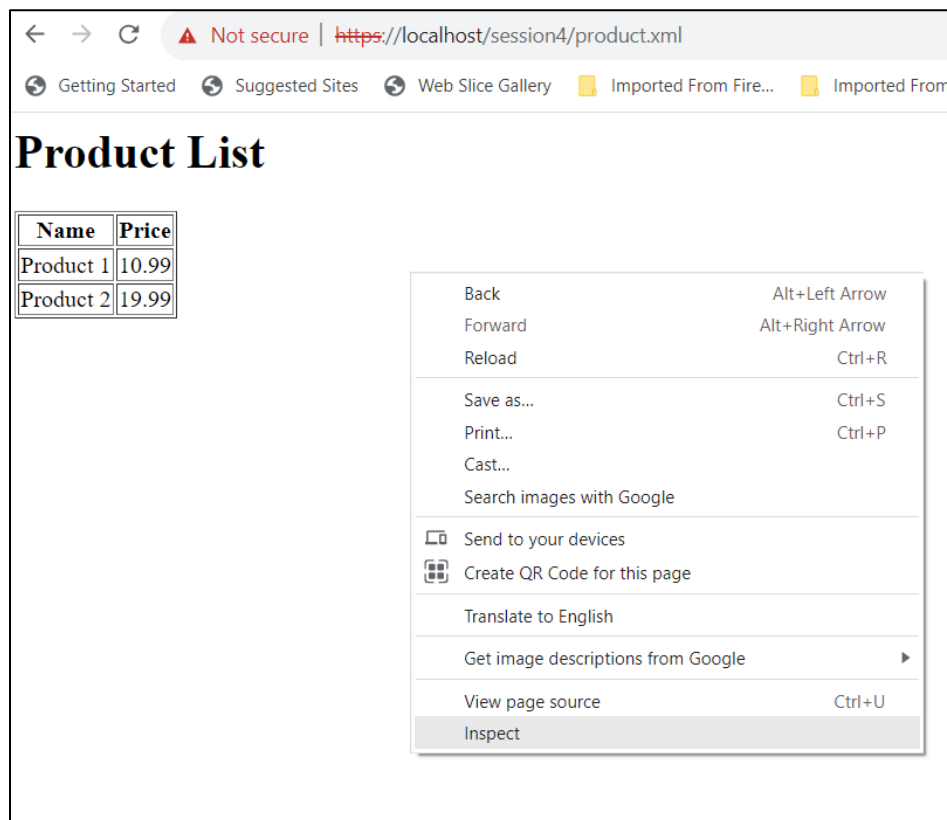 Not secure | https://localhost/session4/product.xml
Getting Started Suggested Sites Web Slice Gallery Imported From Fire... Imported From
Product List
Name Price
Product 1 10.99
Product 2 19.99
Back Alt+Left Arrow
Forward Alt+Right Arrow
Reload Ctrl+R
Save as... Ctrl+S
Print... Ctrl+P
Cast...
Search images with Google
Send to your devices
Create QR Code for this page
Translate to English
Get image descriptions from Google
View page source Ctrl+U
Inspect